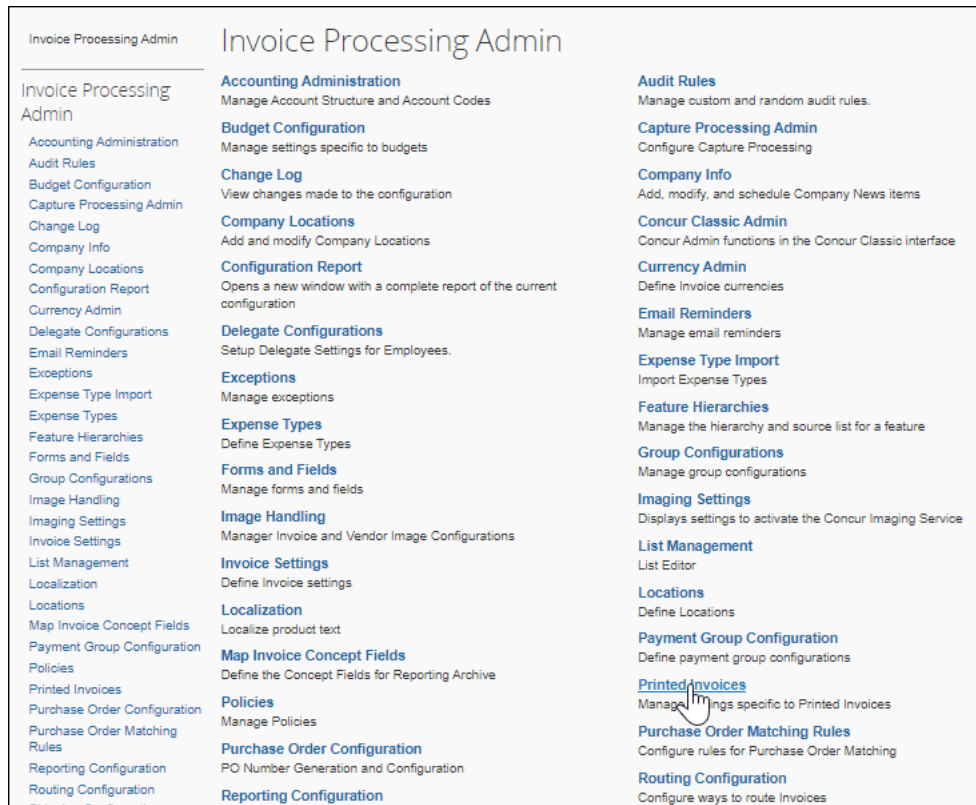 Invoice Processing Admin
Invoice Processing
Admin
Accounting Administration
Audit Rules
Budget Configuration
Capture Processing Admin
Change Log
Company Info
Company Locations
Configuration Report
Currency Admin
Delegate Configurations
Email Reminders
Exceptions
Expense Type Import
Expense Types
Feature Hierarchies
Forms and Fields
Group Configurations
Image Handling
Imaging Settings
Invoice Settings
List Management
Localization
Locations
Map Invoice Concept Fields
Payment Group Configuration
Policies
Printed Invoices
Purchase Order Configuration
Purchase Order Matching
Rules
Reporting Configuration
Routing Configuration
Invoice Processing Admin
Accounting Administration
Manage Account Structure and Account Codes
Budget Configuration
Manage settings specific to budgets
Change Log
View changes made to the configuration
Company Locations
Add and modify Company Locations
Configuration Report
Opens a new window with a complete report of the current
configuration
Delegate Configurations
Setup Delegate Settings for Employees.
Exceptions
Manage exceptions
Expense Types
Define Expense Types
Forms and Fields
Manage forms and fields
Image Handling
Manager Invoice and Vendor Image Configurations
Invoice Settings
Define Invoice settings
Localization
Localize product text
Map Invoice Concept Fields
Define the Concept Fields for Reporting Archive
Policies
Manage Policies
Purchase Order Configuration
PO Number Generation and Configuration
Reporting Configuration
Audit Rules
Manage custom and random audit rules.
Capture Processing Admin
Configure Capture Processing
Company Info
Add, modify, and schedule Company News items
Concur Classic Admin
Concur Admin functions in the Concur Classic interface
Currency Admin
Define Invoice currencies
Email Reminders
Manage email reminders
Expense Type Import
Import Expense Types
Feature Hierarchies
Manage the hierarchy and source list for a feature
Group Configurations
Manage group configurations
Imaging Settings
Displays settings to activate the Concur Imaging Service
List Management
List Editor
Locations
Define Locations
Payment Group Configuration
Define payment group configurations
Printed Invoices
specific to Printed Invoices
Purchase Order Matching Rules
Configure rules for Purchase Order Matching
Routing Configuration
Configure ways to route Invoices